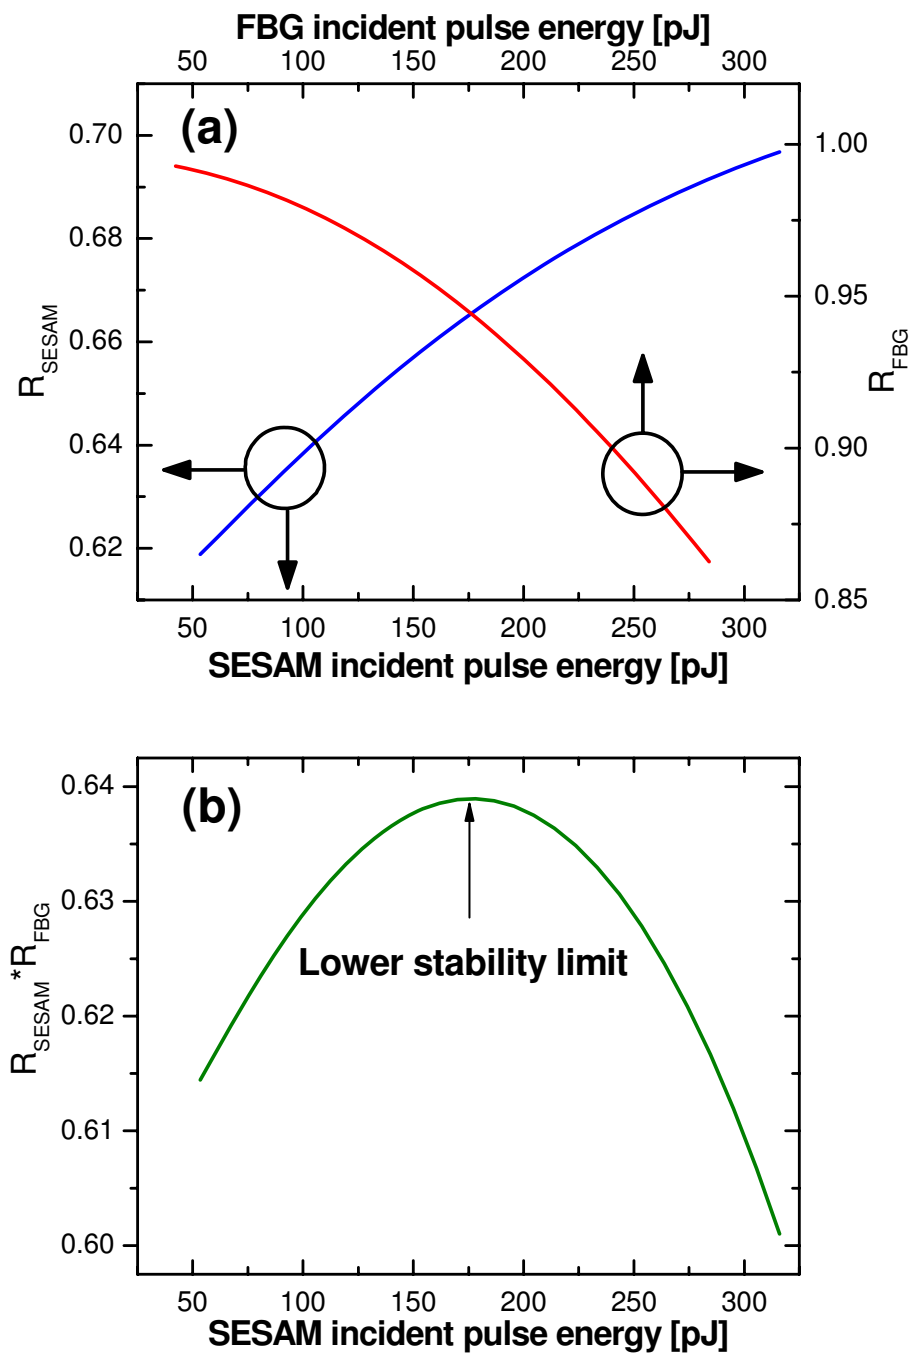 FBG incident pulse energy [pJ]
50 100 150 200 250 300
(a)
0.70
0.68
0.66
0.64
0.62
R_SESAM
1.00
0.95
0.90
0.85
R_FBG
50 100 150 200 250 300
SESAM incident pulse energy [pJ]
(b)
0.64
0.63
0.62
0.61
0.60
R_SESAM*R_FBG
Lower stability limit
50 100 150 200 250 300
SESAM incident pulse energy [pJ]